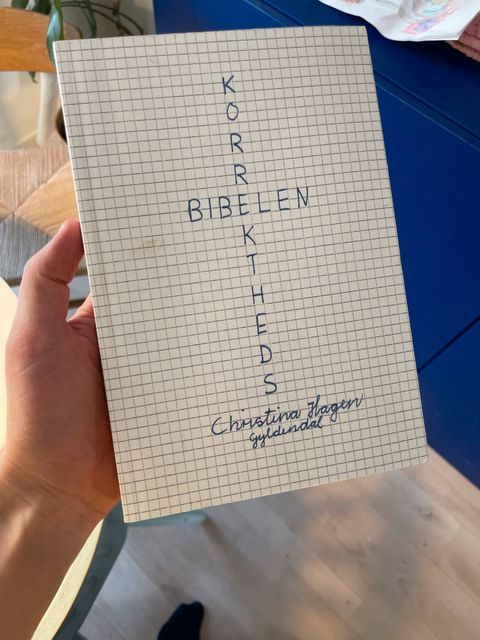 KORREKTHEDS
BIBELEN
Christina Hagen
Gyldendal